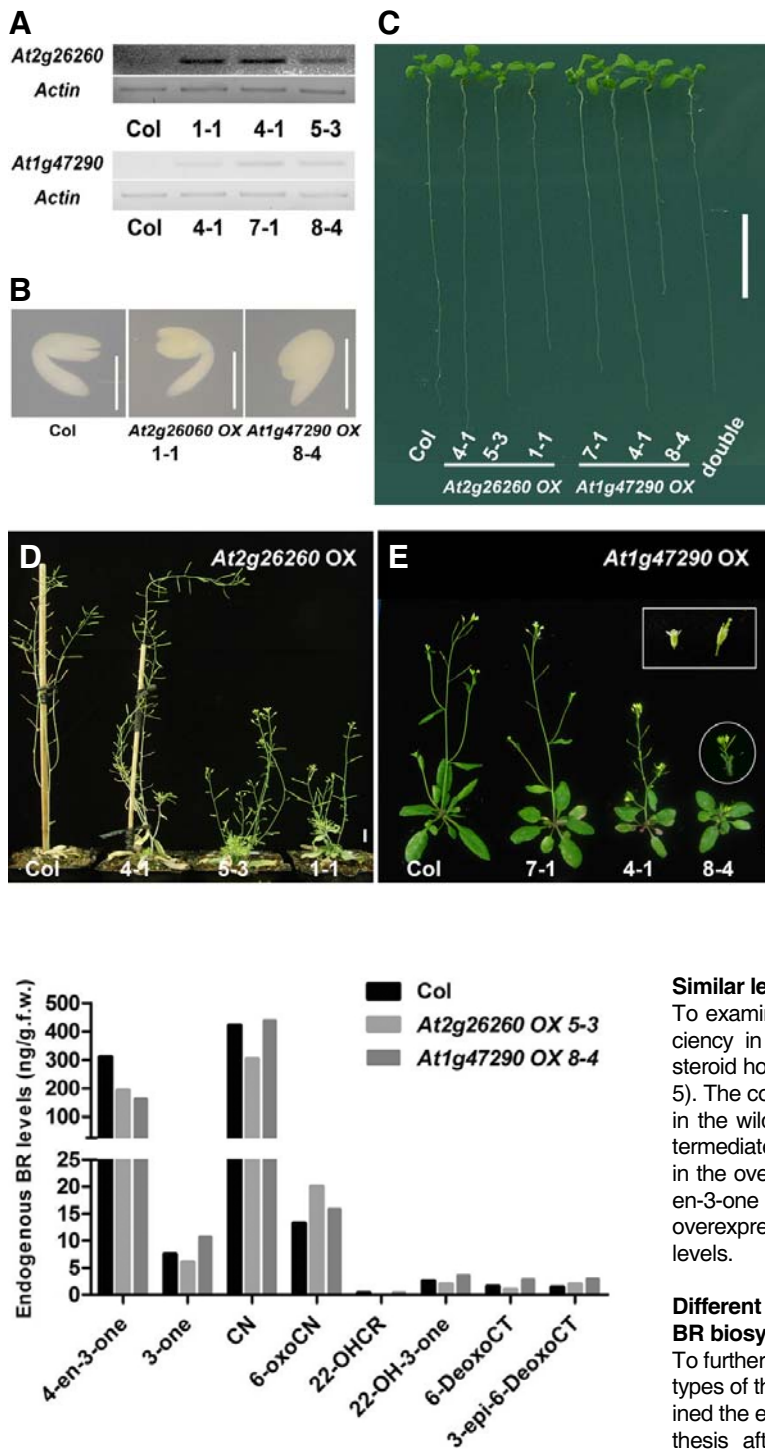 A
At2g26260
Actin
Col 1-1 4-1 5-3
At1g47290
Actin
Col 4-1 7-1 8-4
B
Col At2g26060 OX At1g47290 OX
1-1 8-4
C
Col 4-1 5-3 1-1 7-1 4-1 8-4 double
At2g26260 OX At1g47290 OX
D At2g26260 OX
Col 4-1 5-3 1-1
E At1g47290 OX
Col 7-1 4-1 8-4
Endogenous BR levels (ng/g.f.w.)
500
400
300
200
100
25
20
15
10
5
0
Col
At2g26260 OX 5-3
At1g47290 OX 8-4
4-en-3-one 3-one CN 6-oxoCN 22-OHCR 22-OH-3-one 6-DeoxoCT 3-epi-6-DeoxoCT
Similar le
To examin
ciency in
steroid ho
5). The co
in the wild
termediate
in the ove
en-3-one
overexpre
levels.
Different
BR biosy
To further
types of th
ined the e
thesis aft